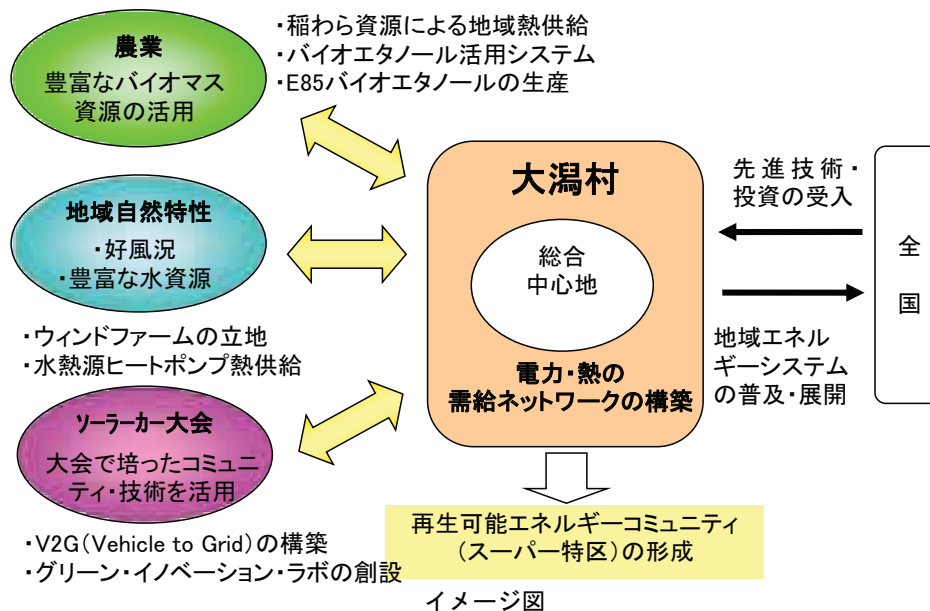 農業
豊富なバイオマス
資源の活用
・稲わら資源による地域熱供給
・バイオエタノール活用システム
・E85バイオエタノールの生産
地域自然特性
・好風況
・豊富な水資源
・ウィンドファームの立地
・水熱源ヒートポンプ熱供給
ソーラーカー大会
大会で培ったコミュニ
ティ・技術を活用
・V2G(Vehicle to Grid)の構築
・グリーン・イノベーション・ラボの創設
大潟村
総合
中心地
電力・熱の
需給ネットワークの構築
先進技術・
投資の受入
地域エネル
ギーシステム
の普及・展開
全
国
再生可能エネルギーコミュニティ
(スーパー特区)の形成
イメージ図